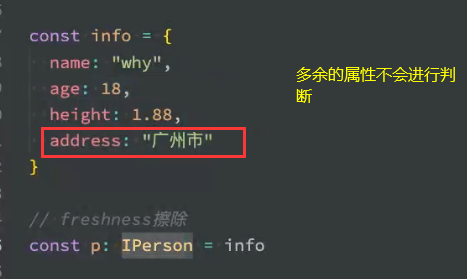 const info = {
name: "why",
age: 18,
height: 1.88,
address: "广州市"
}
多余的属性不会进行判
断
// freshness擦除
const p: IPerson = info